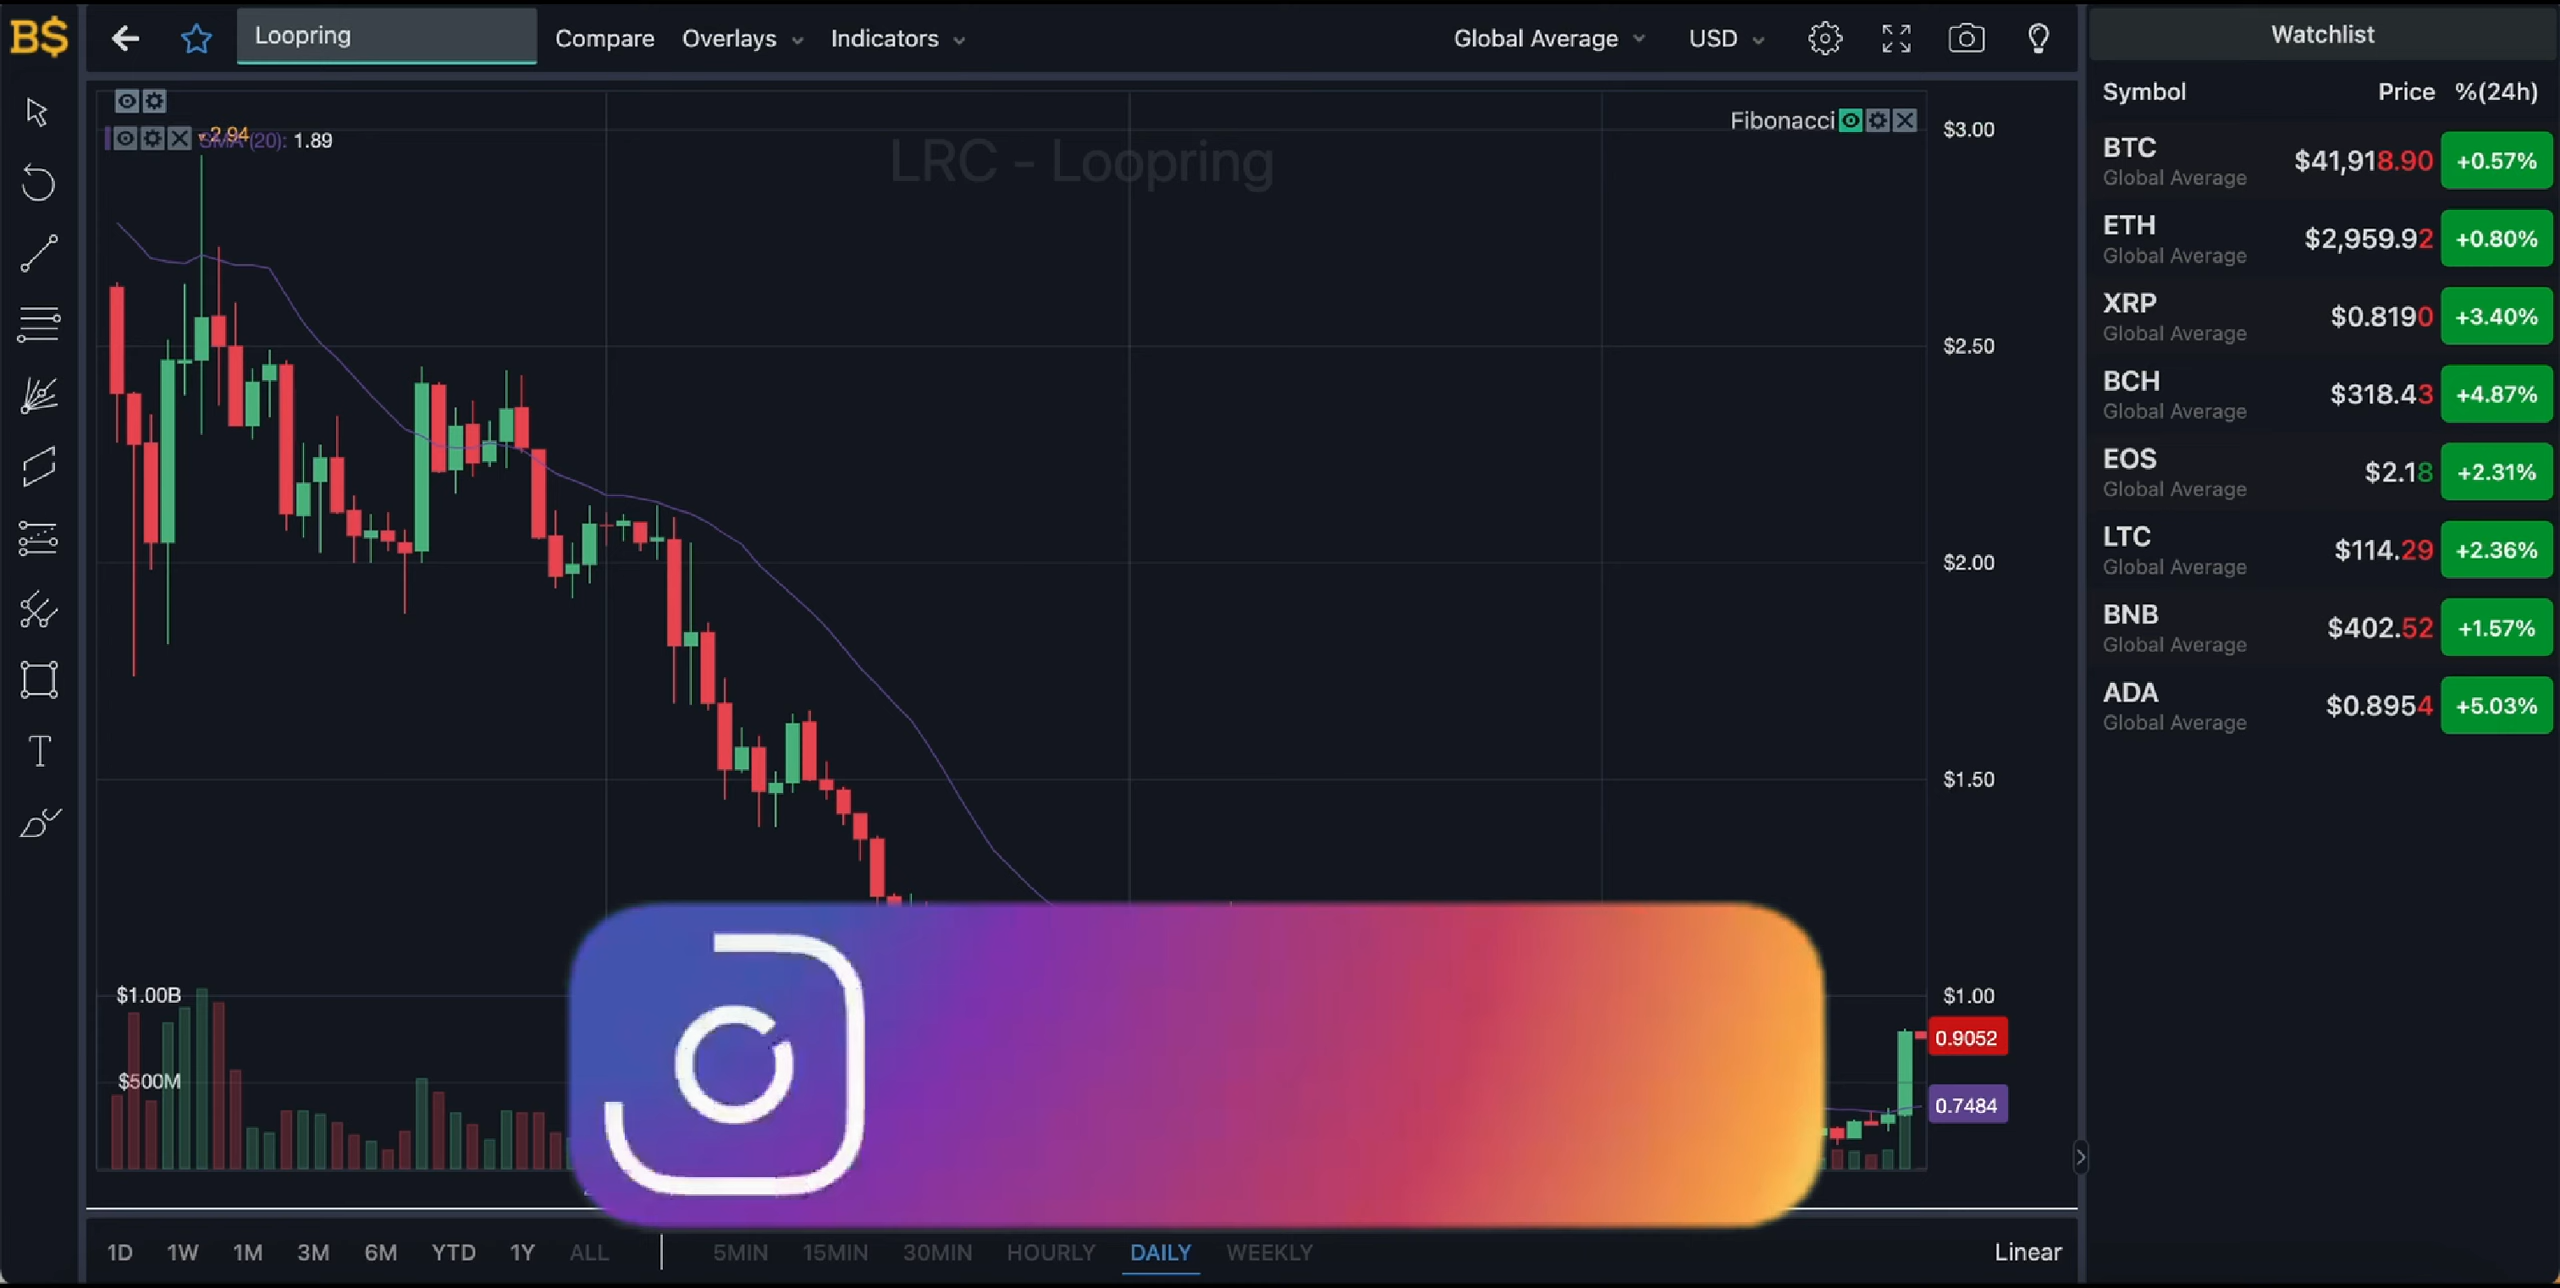 B$
Loopring
Compare
Overlays
Indicators
Global Average
USD
2.94
SMA (20): 1.89
LRC - Loopring
Fibonacci
$3.00
$2.50
$2.00
$1.50
$1.00
0.9052
0.7484
$1.00B
$500M
1D 1W 1M 3M 6M YTD 1Y ALL
5MIN 15MIN 30MIN HOURLY DAILY WEEKLY
Linear
Watchlist
Symbol Price %(24h)
BTC $41,918.90 +0.57%
Global Average
ETH $2,959.92 +0.80%
Global Average
XRP $0.8190 +3.40%
Global Average
BCH $318.43 +4.87%
Global Average
EOS $2.18 +2.31%
Global Average
LTC $114.29 +2.36%
Global Average
BNB $402.52 +1.57%
Global Average
ADA $0.8954 +5.03%
Global Average